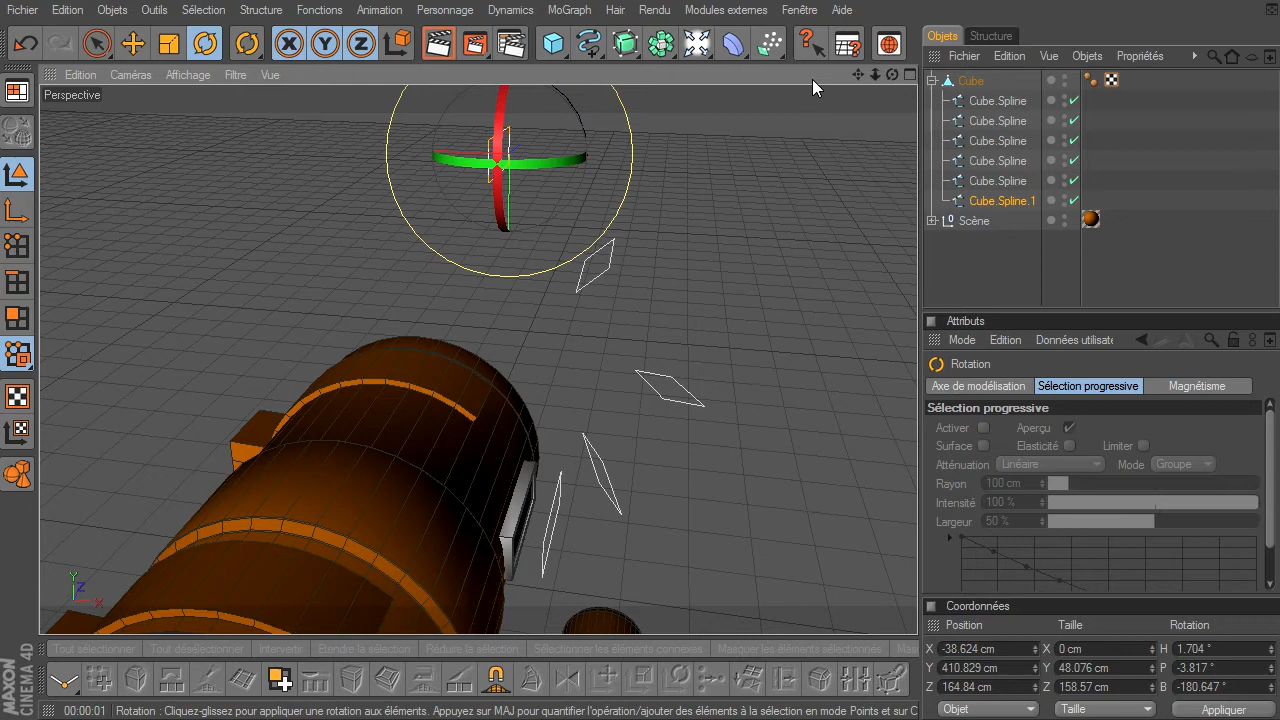 Fichier Edition Objets Outils Sélection Structure Fonctions Animation Personnage Dynamics MoGraph Hair Rendu Modules externes Fenêtre Aide
X Y Z
Objets Structure
Fichier Edition Vue Objets Propriétés
Edition Caméras Affichage Filtre Vue
Perspective
Cube
Cube.Spline
Cube.Spline
Cube.Spline
Cube.Spline
Cube.Spline
Cube.Spline.1
Scène
Attributs
Mode Edition Données utilisate
Rotation
Axe de modélisation Sélection progressive Magnétisme
Sélection progressive
Activer Aperçu
Surface Elasticité Limiter
Atténuation Linéaire Mode Groupe
Rayon 100 cm
Intensité 100 %
Largeur 50 %
Y Z X
Coordonnées
Position Taille Rotation
X -38.624 cm X 0 cm H 1.704 °
Y 410.829 cm Y 48.076 cm P -3.817 °
Z 164.84 cm Z 158.57 cm B -180.647 °
Objet Taille Appliquer
Tout sélectionner Tout désélectionner Intervertir Etendre la sélection Réduire la sélection Sélectionner les éléments connexes Masquer les éléments sélectionnés Mas
MAXON
CINEMA 4D
00:00:01 Rotation : Cliquez-glissez pour appliquer une rotation aux éléments. Appuyez sur MAJ pour quantifier l'opération/ajouter des éléments à la sélection en mode Points et sur C